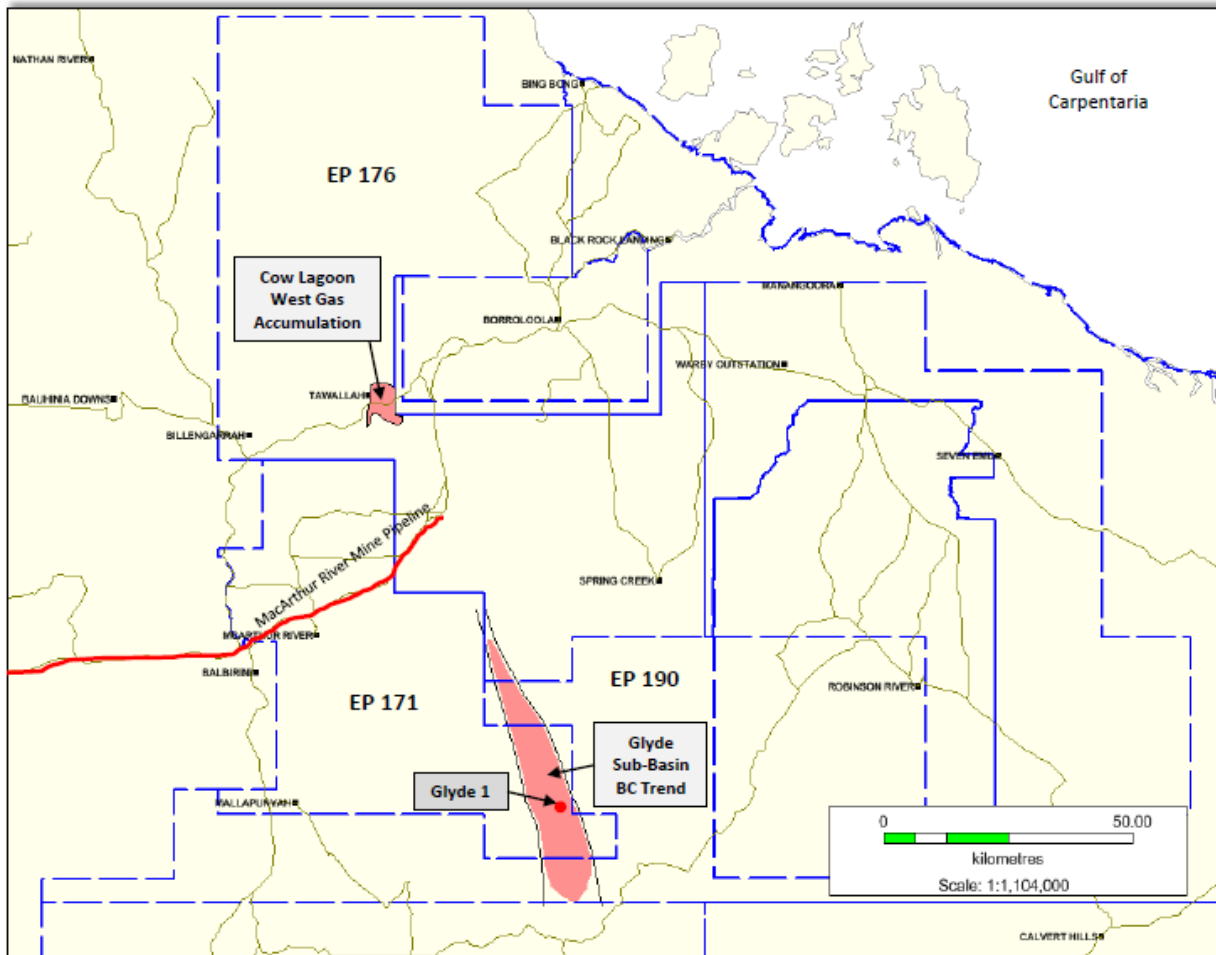 NATHAN RIVER
BING BONG
Gulf of
Carpentaria
EP 176
BLACK ROCK LANDING
Cow Lagoon
West Gas
Accumulation
MANANGOORA
BORROLOOLA
WAREY OUTSTATION
TAWALLAH
BAUHINIA DOWNS
BILLENGARRAH
SEVEN EMU
MacArthur River Mine Pipeline
SPRING CREEK
MCARTHUR RIVER
BALBIRINI
EP 171
EP 190
ROBINSON RIVER
Glyde
Sub-Basin
BC Trend
Glyde 1
MALLAPUNYAH
0 50.00
kilometres
Scale: 1:1,104,000
CALVERT HILLS